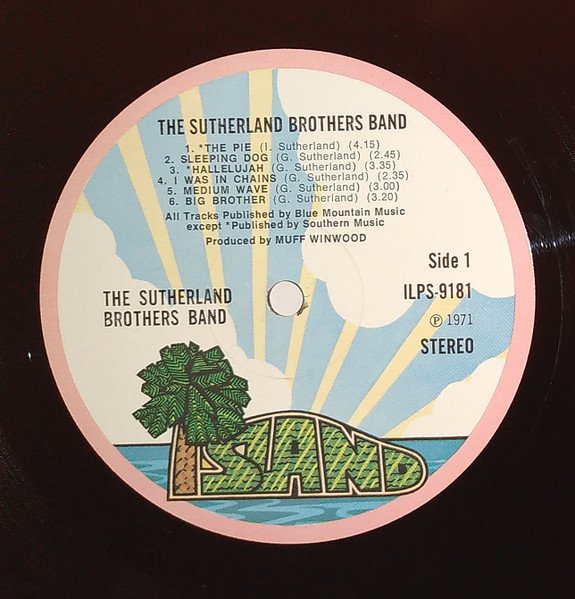 THE SUTHERLAND BROTHERS BAND
1. *THE PIE (I. Sutherland) (4.15)
2. SLEEPING DOG (G. Sutherland) (2.45)
3. *HALLELUJAH (G. Sutherland) (3.35)
4. I WAS IN CHAINS (G. Sutherland) (2.35)
5. MEDIUM WAVE (G. Sutherland) (3.00)
6. BIG BROTHER (G. Sutherland) (3.20)
All Tracks Published by Blue Mountain Music
except *Published by Southern Music
Produced by MUFF WINWOOD
Side 1
THE SUTHERLAND
BROTHERS BAND
ILPS-9181
℗ 1971
STEREO
ISLAND